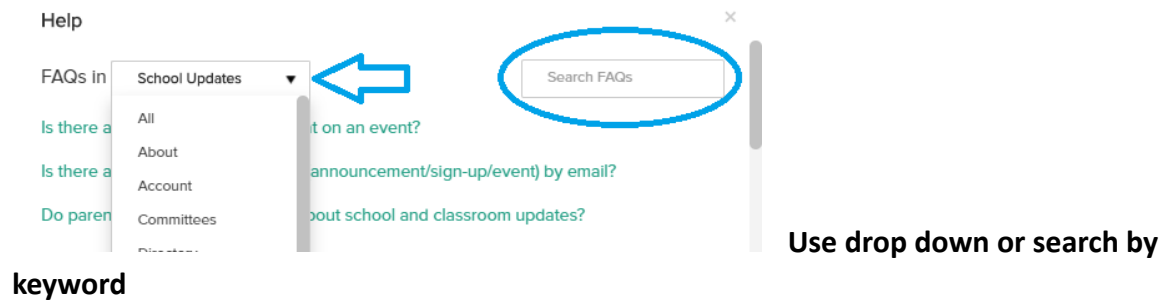 Help ×
FAQs in School Updates ▼ Search FAQs
All
Is there a t on an event?
About
Is there a announcement/sign-up/event) by email?
Account
Do paren out school and classroom updates?
Committees
Use drop down or search by
keyword